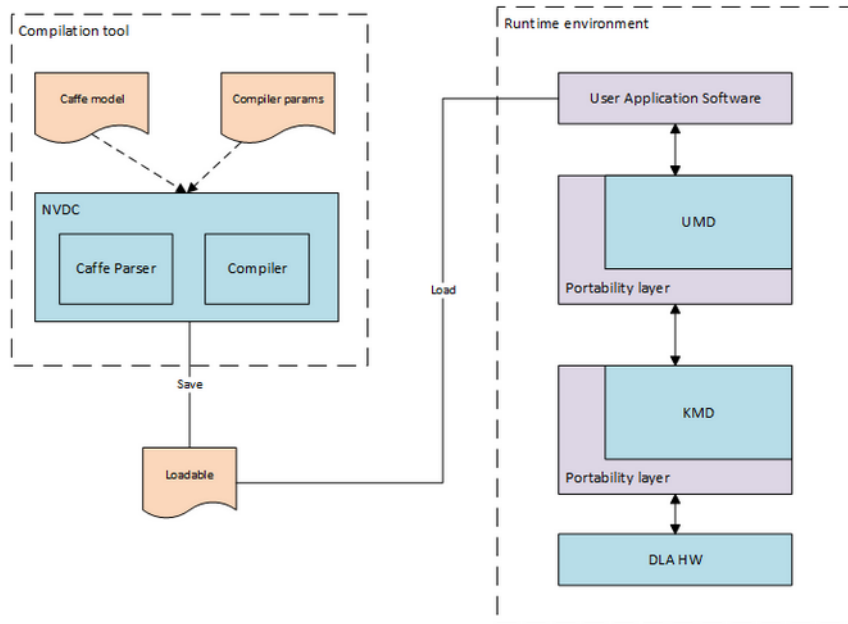 Compilation tool
Caffe model
Compiler params
NVDC
Caffe Parser
Compiler
Save
Loadable
Load
Runtime environment
User Application Software
UMD
Portability layer
KMD
Portability layer
DLA HW